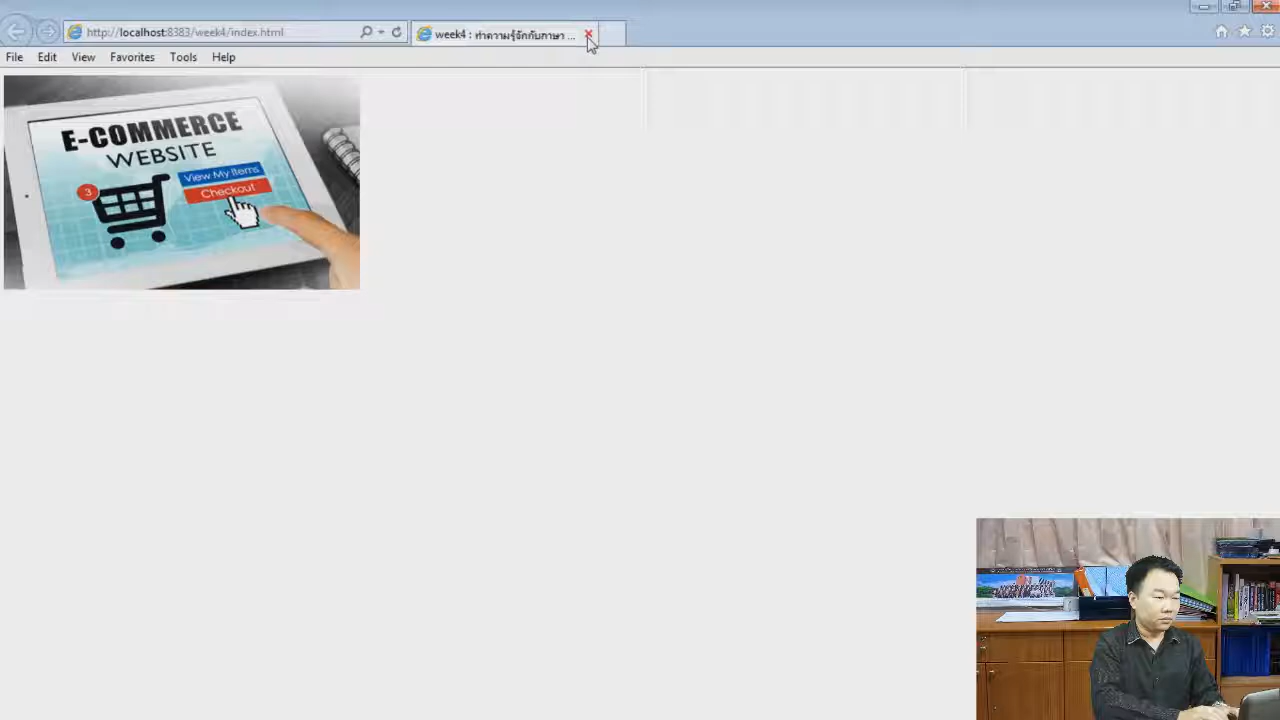 http://localhost:8383/week4/index.html
week4 : ทำความรู้จักกับภาษา ...
File Edit View Favorites Tools Help
E-COMMERCE
WEBSITE
View My Items
3
Checkout